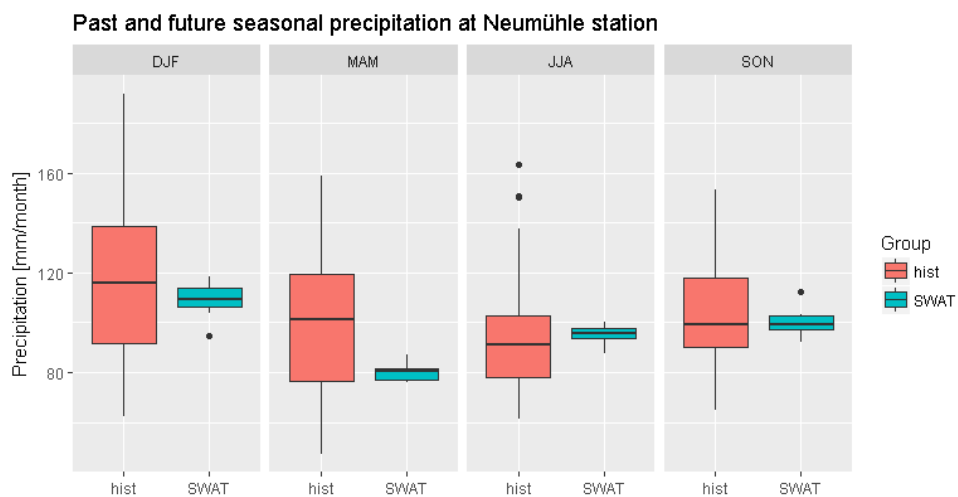 Past and future seasonal precipitation at Neumühle station
DJF MAM JJA SON
Precipitation [mm/month]
160
120
80
hist SWAT hist SWAT hist SWAT hist SWAT
Group
hist
SWAT